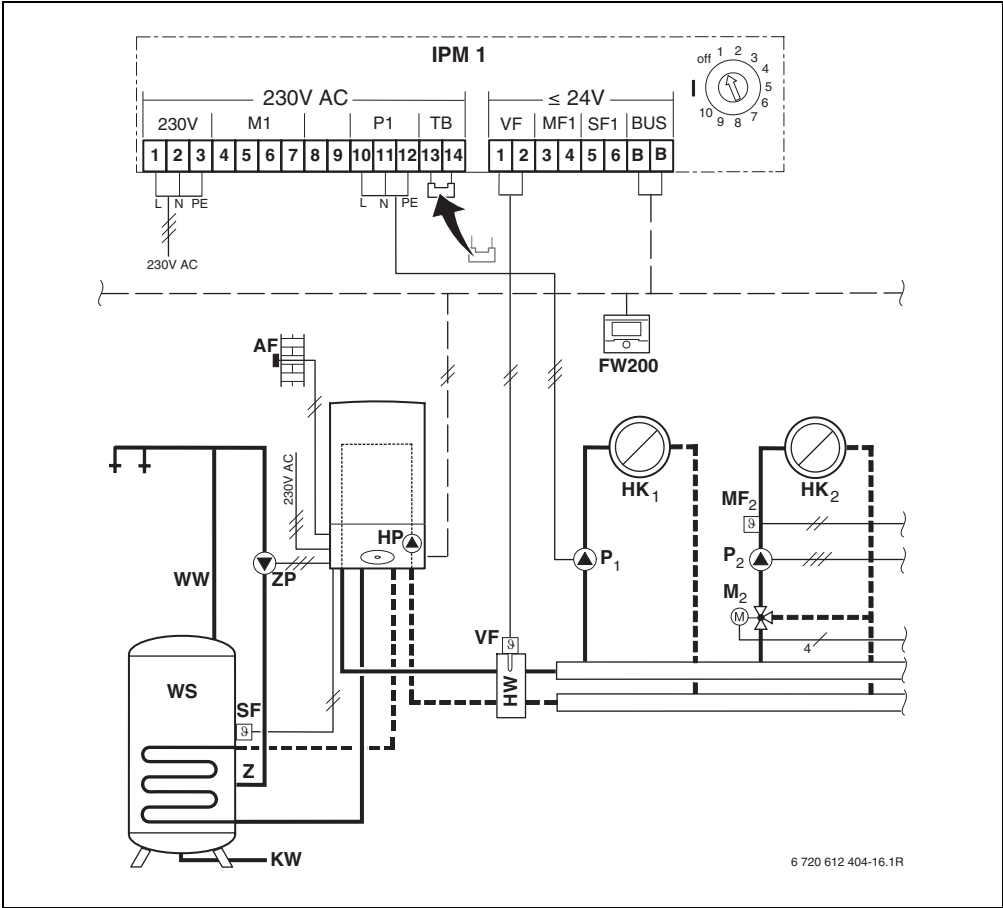 IPM 1
off 1 2 3 4 5 6 7 8 9 10
I
230V AC
≤ 24V
230V M1 P1 TB
VF MF1 SF1 BUS
1 2 3 4 5 6 7 8 9 10 11 12 13 14
1 2 3 4 5 6 B B
L N PE
L N PE
230V AC
AF
FW200
230V AC
HK1
HK2
MF2
ϑ
HP
P1
P2
ZP
WW
M2
M
VF
ϑ
4
WS
HW
SF
ϑ
Z
KW
6 720 612 404-16.1R